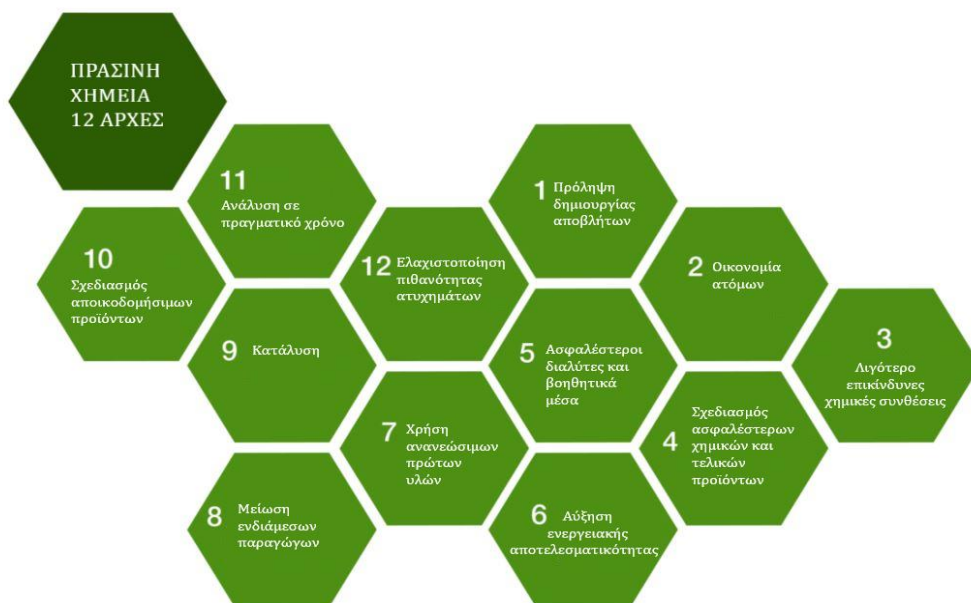 ΠΡΑΣΙΝΗ
ΧΗΜΕΙΑ
12 ΑΡΧΕΣ
1 Πρόληψη
δημιουργίας
αποβλήτων
2 Οικονομία
ατόμων
3
Λιγότερο
επικίνδυνες
χημικές συνθέσεις
4 Σχεδιασμός
ασφαλέστερων
χημικών και
τελικών
προϊόντων
5 Ασφαλέστεροι
διαλύτες και
βοηθητικά
μέσα
6 Αύξηση
ενεργειακής
αποτελεσματικότητας
7 Χρήση
ανανεώσιμων
πρώτων
υλών
8 Μείωση
ενδιάμεσων
παραγώγων
9 Κατάλυση
10
Σχεδιασμός
αποικοδομήσιμων
προϊόντων
11
Ανάλυση σε
πραγματικό χρόνο
12 Ελαχιστοποίηση
πιθανότητας
ατυχημάτων